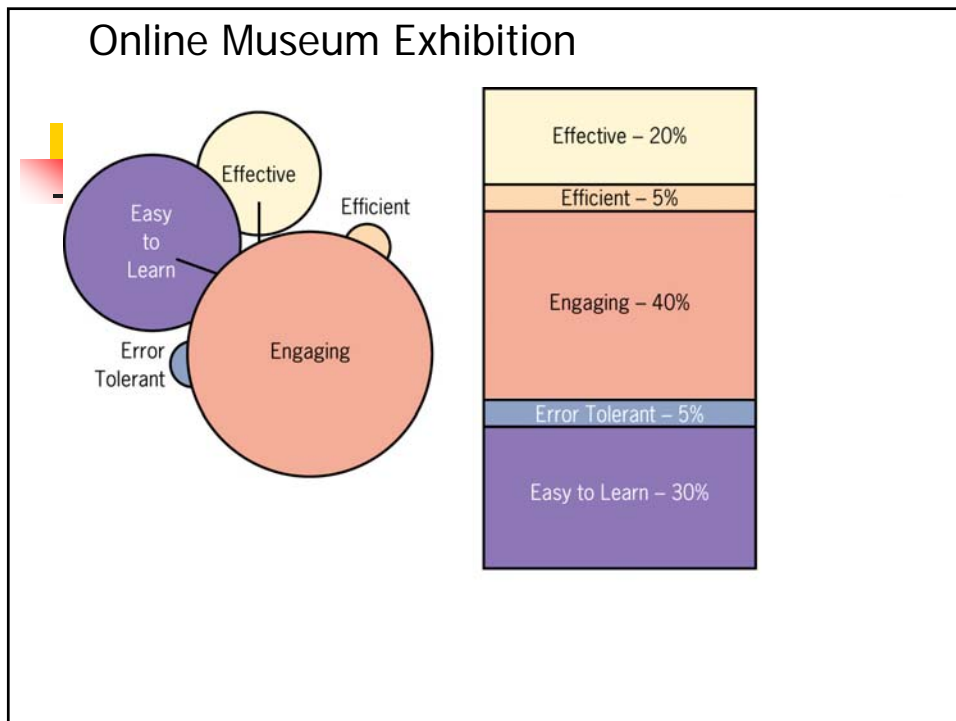 Online Museum Exhibition
Effective
Easy
to
Learn
Efficient
Error
Tolerant
Engaging
Effective – 20%
Efficient – 5%
Engaging – 40%
Error Tolerant – 5%
Easy to Learn – 30%